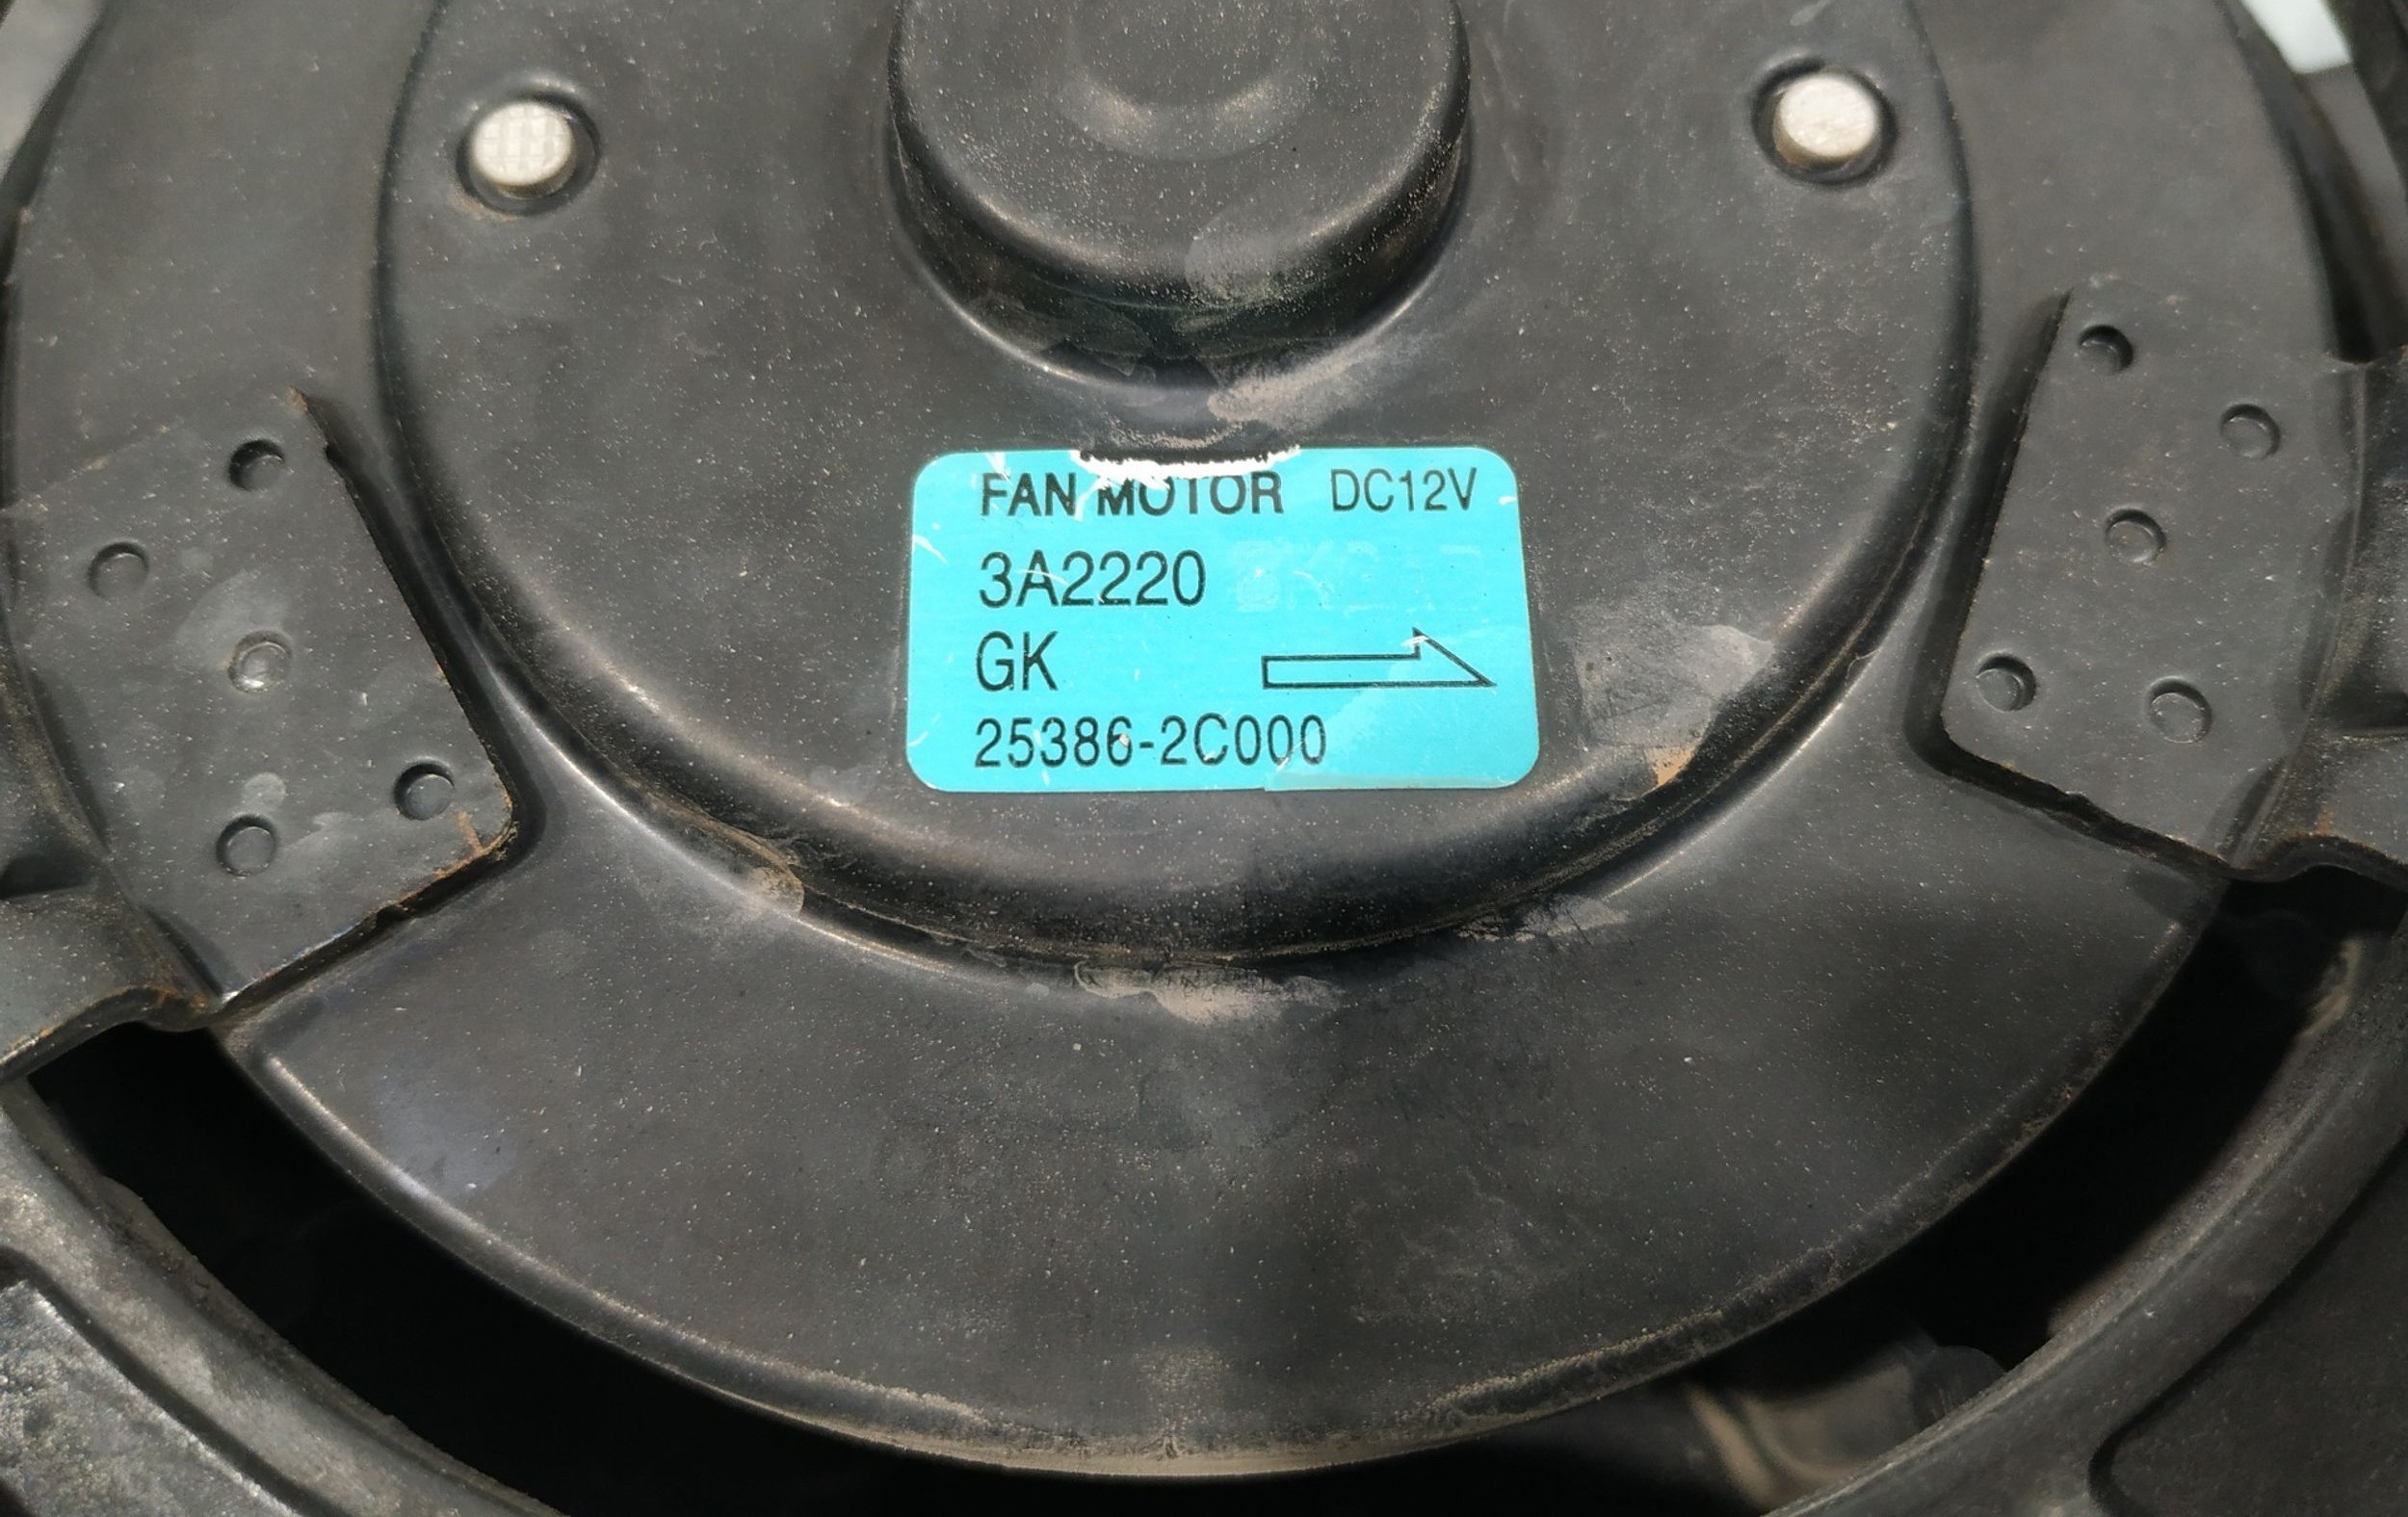 FAN MOTOR DC12V
3A2220
GK
25386-2C000